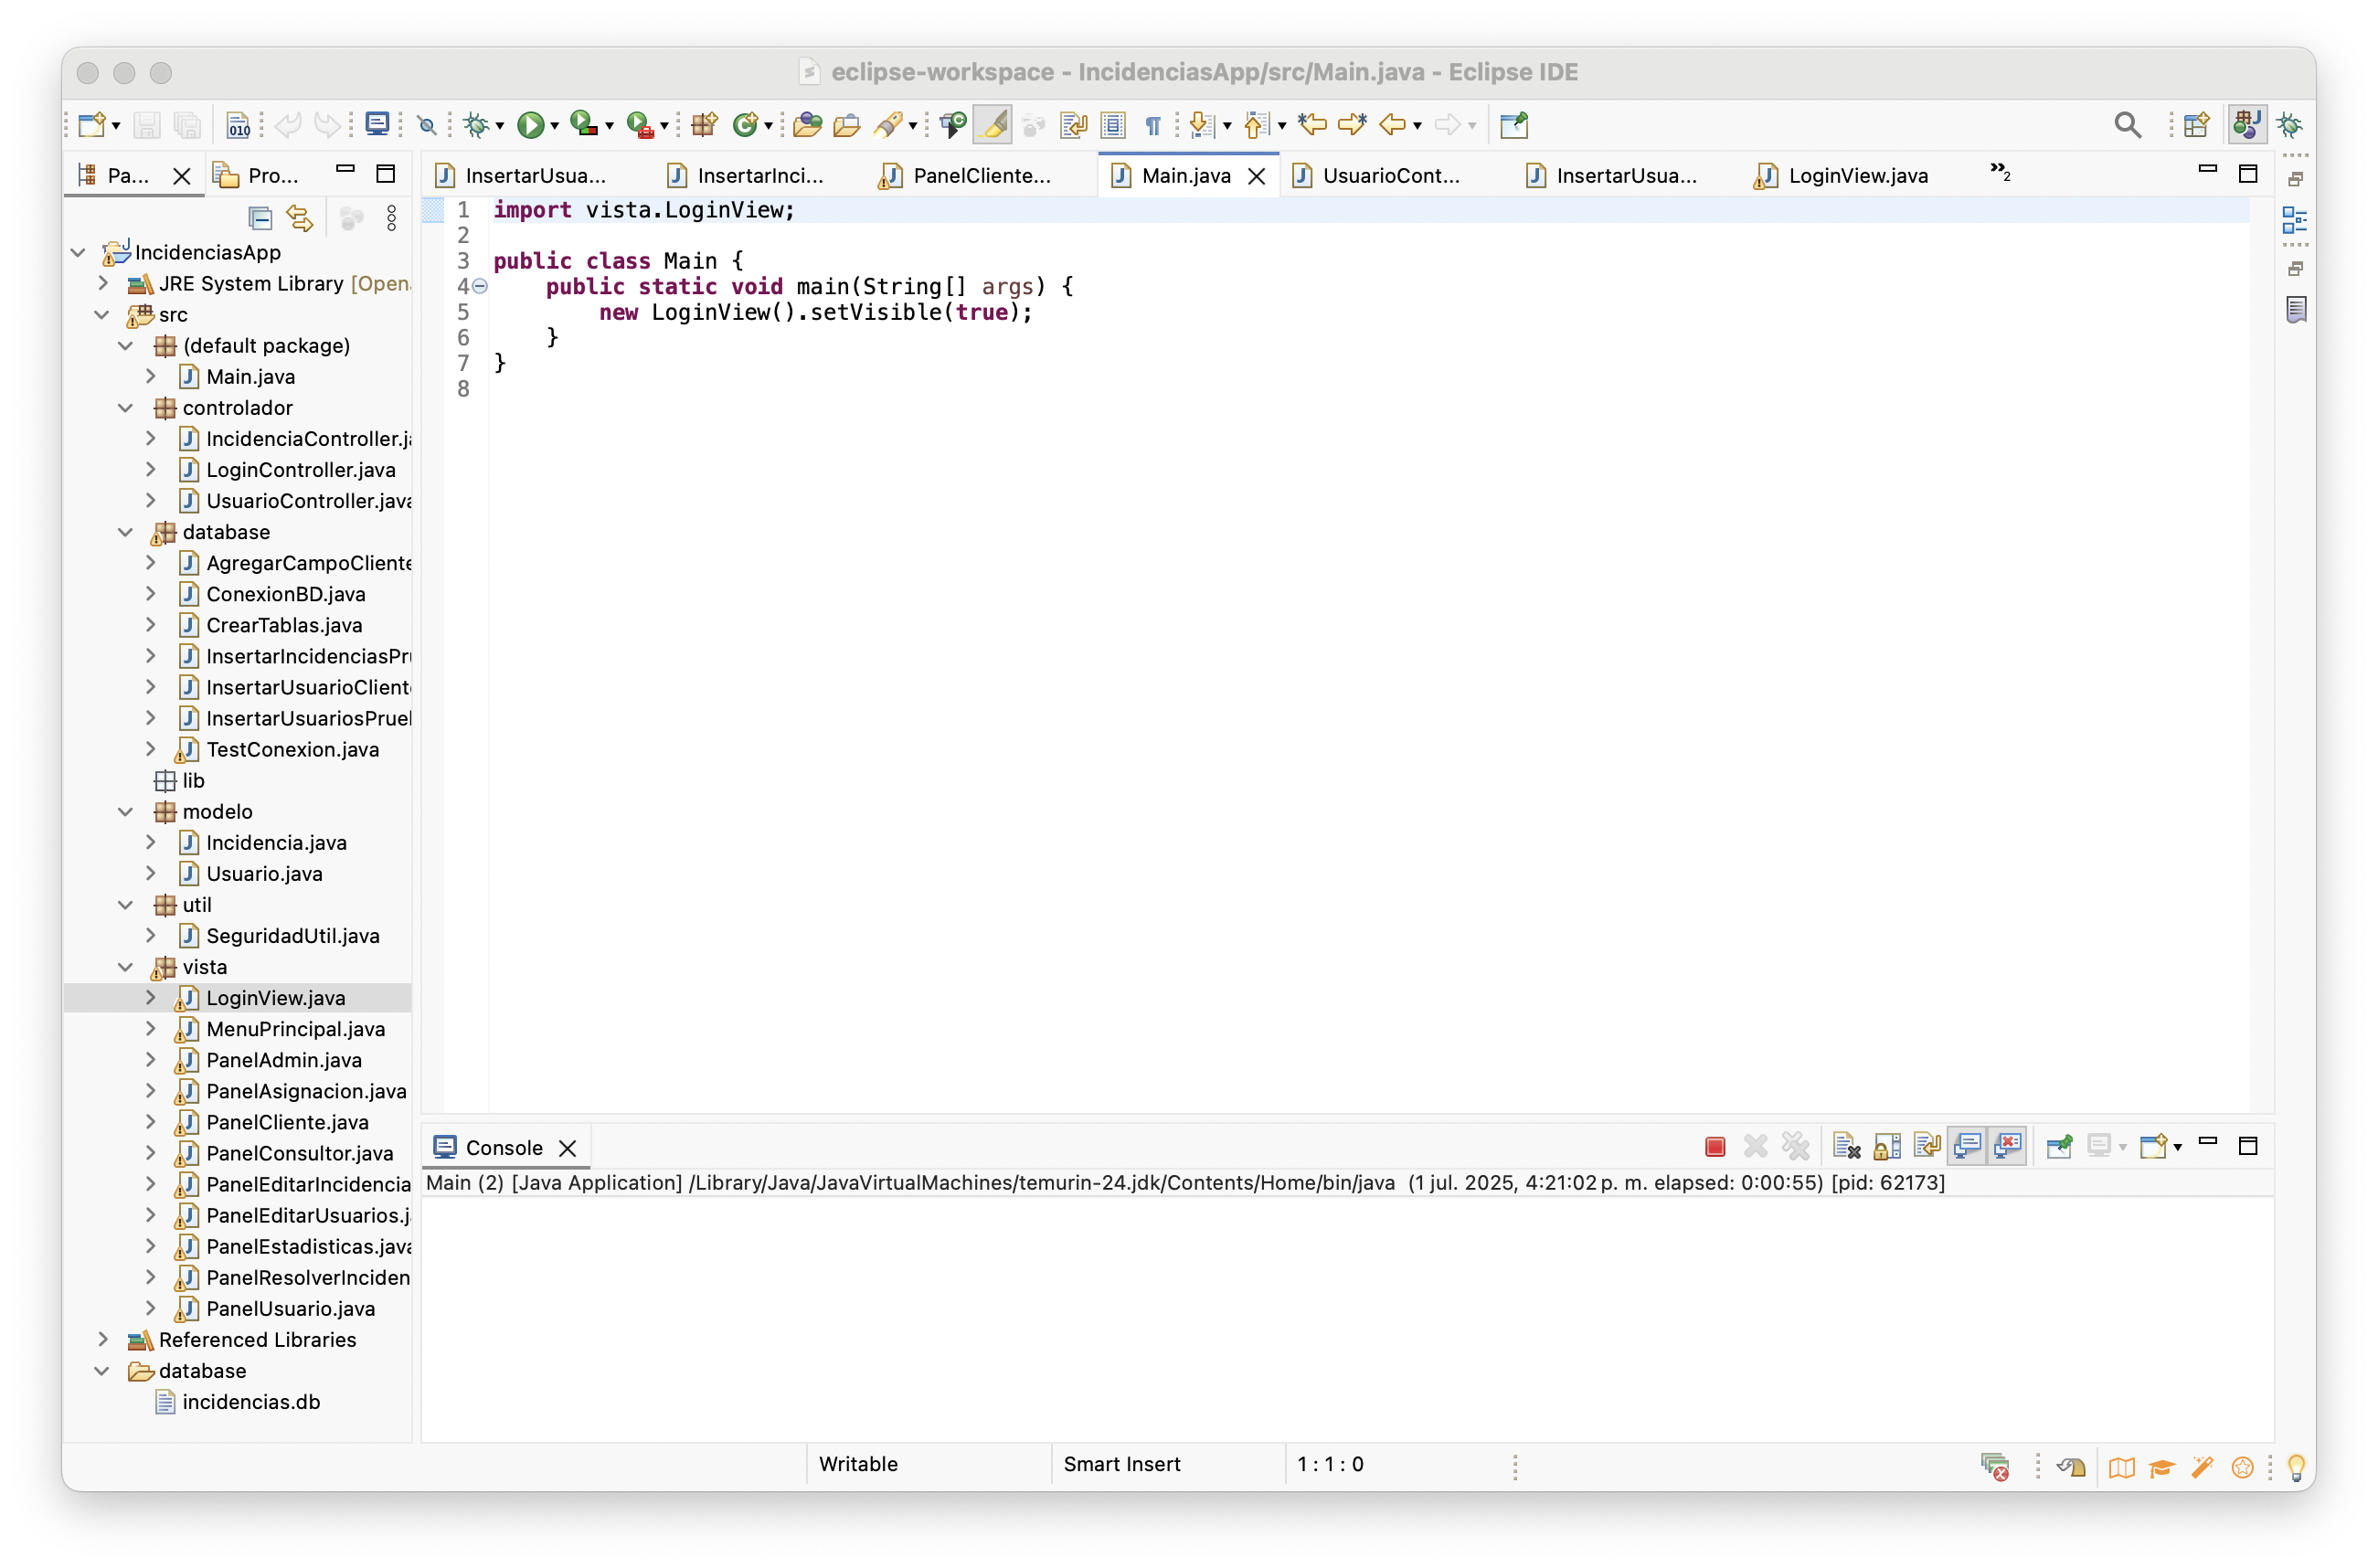 eclipse-workspace - IncidenciasApp/src/Main.java - Eclipse IDE
010
Pa...
Pro...
IncidenciasApp
JRE System Library [Open
src
(default package)
Main.java
controlador
IncidenciaController.ja
LoginController.java
UsuarioController.java
database
AgregarCampoCliente
ConexionBD.java
CrearTablas.java
InsertarIncidenciasPru
InsertarUsuarioCliente
InsertarUsuariosPruel
TestConexion.java
lib
modelo
Incidencia.java
Usuario.java
util
SeguridadUtil.java
vista
LoginView.java
MenuPrincipal.java
PanelAdmin.java
PanelAsignacion.java
PanelCliente.java
PanelConsultor.java
PanelEditarIncidencia
PanelEditarUsuarios.j
PanelEstadisticas.java
PanelResolverInciden
PanelUsuario.java
Referenced Libraries
database
incidencias.db
InsertarUsua...
InsertarInci...
PanelCliente...
Main.java
UsuarioCont...
InsertarUsua...
LoginView.java
»2
1 import vista.LoginView;
2
3 public class Main {
4 public static void main(String[] args) {
5 new LoginView().setVisible(true);
6 }
7 }
8
Console
Main (2) [Java Application] /Library/Java/JavaVirtualMachines/temurin-24.jdk/Contents/Home/bin/java (1 jul. 2025, 4:21:02 p. m. elapsed: 0:00:55) [pid: 62173]
Writable
Smart Insert
1 : 1 : 0